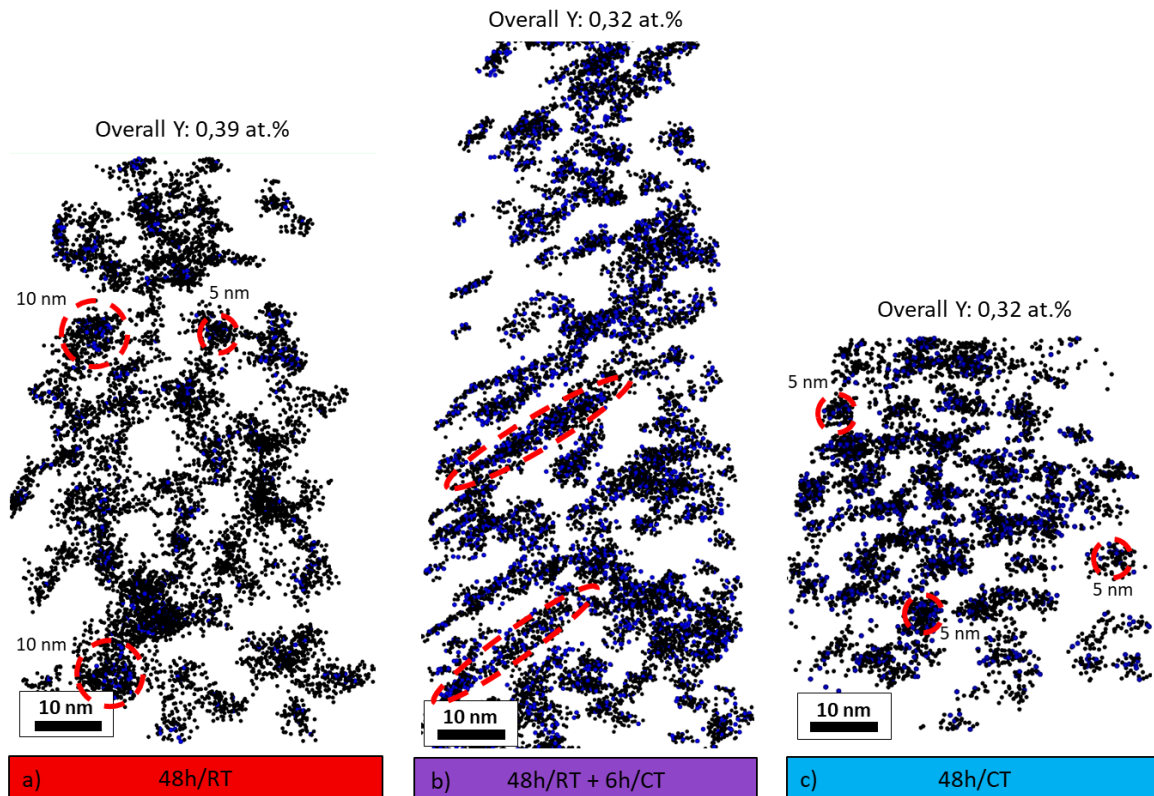 Overall Y: 0,39 at.%
10 nm
5 nm
10 nm
10 nm
a) 48h/RT
Overall Y: 0,32 at.%
10 nm
b) 48h/RT + 6h/CT
Overall Y: 0,32 at.%
5 nm
5 nm
5 nm
10 nm
c) 48h/CT